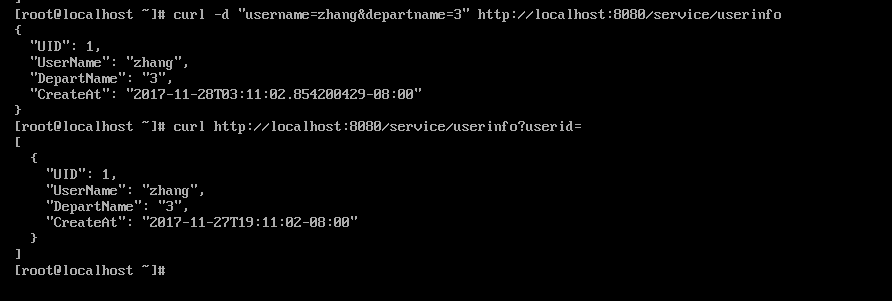 [root@localhost ~]# curl -d "username=zhang&departname=3" http://localhost:8080/service/userinfo
{
  "UID": 1,
  "UserName": "zhang",
  "DepartName": "3",
  "CreateAt": "2017-11-28T03:11:02.854200429-08:00"
}
[root@localhost ~]# curl http://localhost:8080/service/userinfo?userid=
[
  {
    "UID": 1,
    "UserName": "zhang",
    "DepartName": "3",
    "CreateAt": "2017-11-27T19:11:02-08:00"
  }
]
[root@localhost ~]#